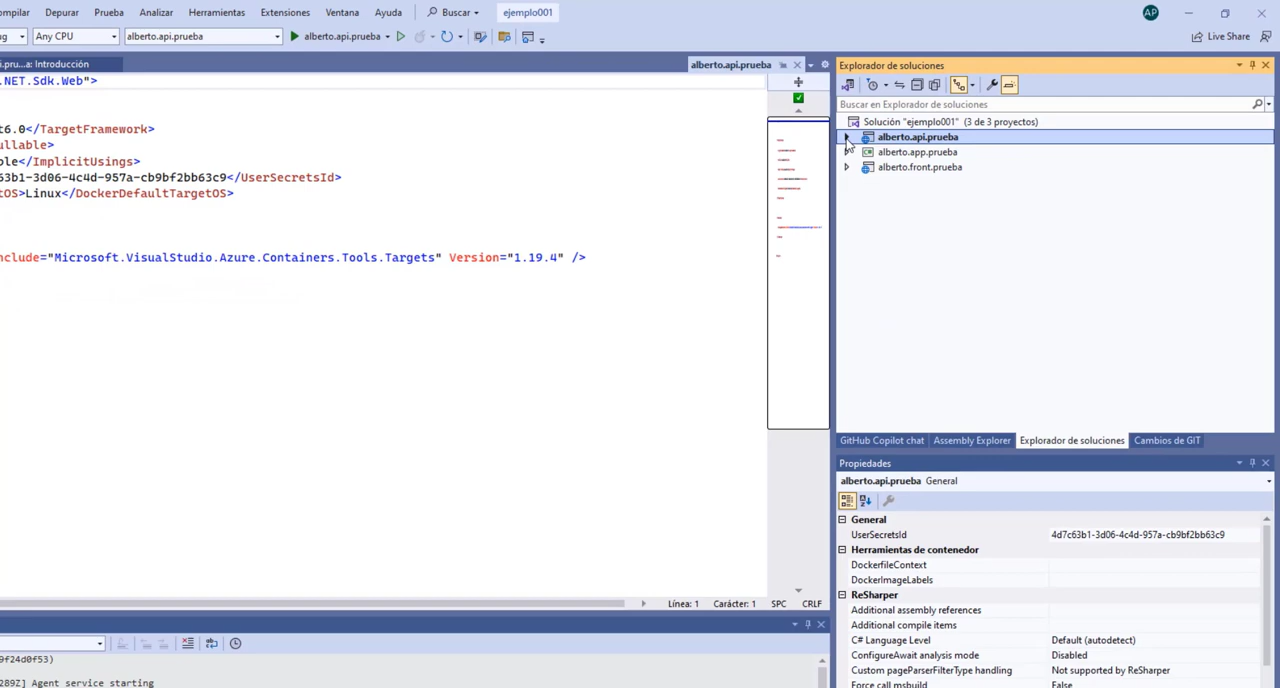 ompilar Depurar Prueba Analizar Herramientas Extensiones Ventana Ayuda Buscar ejemplo001 AP
ug Any CPU alberto.api.prueba alberto.api.prueba Live Share
pi.pru...a: Introducción alberto.api.prueba
.NET.Sdk.Web">
t6.0</TargetFramework>
ullable>
le</ImplicitUsings>
63b1-3d06-4c4d-957a-cb9bf2bb63c9</UserSecretsId>
tOS>Linux</DockerDefaultTargetOS>
nclude="Microsoft.VisualStudio.Azure.Containers.Tools.Targets" Version="1.19.4" />
Línea: 1 Carácter: 1 SPC CRLF
9f24d0f53)
289Z] Agent service starting
Explorador de soluciones
Buscar en Explorador de soluciones
Solución "ejemplo001" (3 de 3 proyectos)
alberto.api.prueba
alberto.app.prueba
alberto.front.prueba
GitHub Copilot chat Assembly Explorer Explorador de soluciones Cambios de GIT
Propiedades
alberto.api.prueba General
General
UserSecretsId 4d7c63b1-3d06-4c4d-957a-cb9bf2bb63c9
Herramientas de contenedor
DockerfileContext
DockerImageLabels
ReSharper
Additional assembly references
Additional compile items
C# Language Level Default (autodetect)
ConfigureAwait analysis mode Disabled
Custom pageParserFilterType handling Not supported by ReSharper
Force call msbuild False